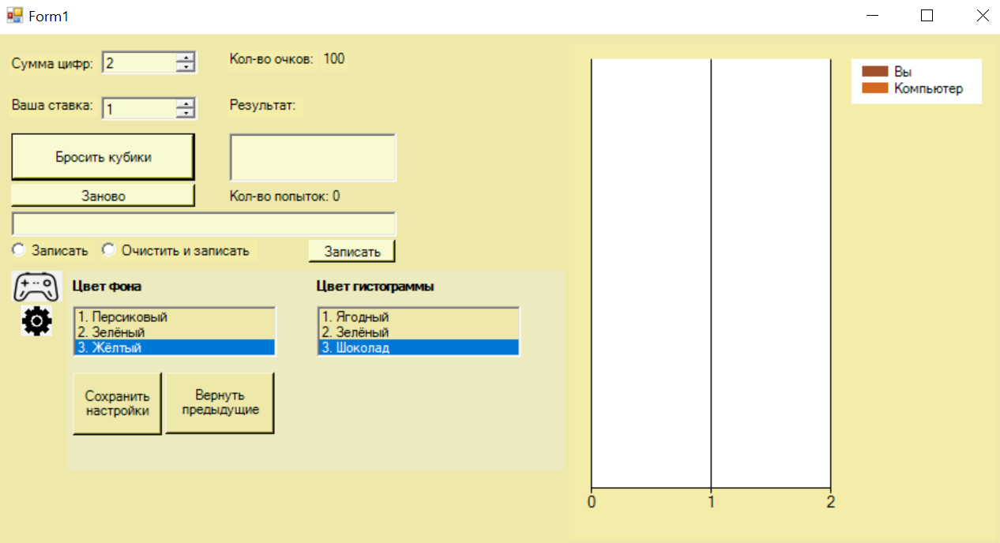 Form1
Сумма цифр: 2
Кол-во очков: 100
Ваша ставка: 1
Результат:
Бросить кубики
Заново
Кол-во попыток: 0
Записать
Очистить и записать
Записать
Цвет фона
1. Персиковый
2. Зелёный
3. Жёлтый
Цвет гистограммы
1. Ягодный
2. Зелёный
3. Шоколад
Сохранить
настройки
Вернуть
предыдущие
Вы
Компьютер
0 1 2